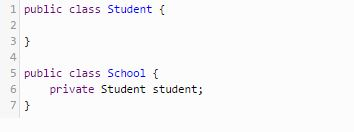 1 public class Student {
2
3 }
4
5 public class School {
6     private Student student;
7 }